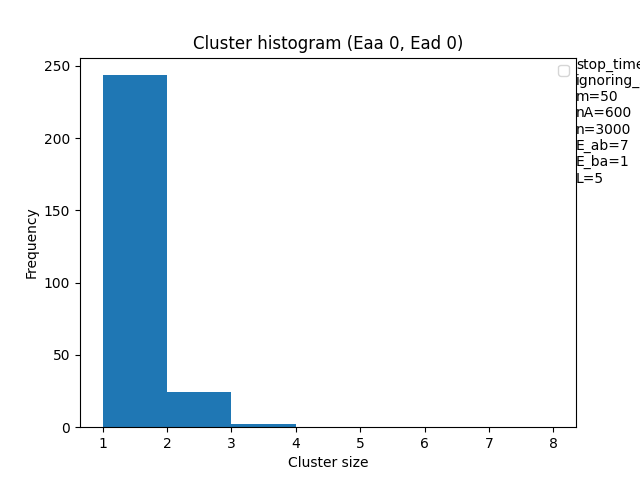 Cluster histogram (Eaa 0, Ead 0)
250
200
150
100
50
0
Frequency
1 2 3 4 5 6 7 8
Cluster size
stop_time
ignoring_
m=50
nA=600
n=3000
E_ab=7
E_ba=1
L=5